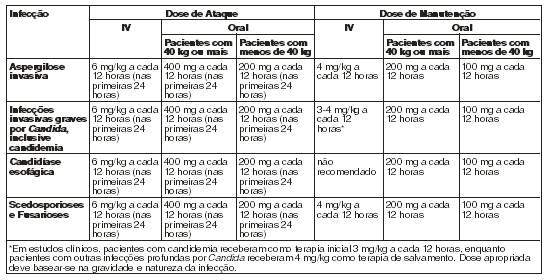 Infecção
Dose de Ataque
Dose de Manutenção
IV
Oral
IV
Oral
Pacientes com
40 kg ou mais
Pacientes com
menos de 40 kg
Pacientes com
40 kg ou mais
Pacientes com
menos de 40 kg
Aspergilose
invasiva
6 mg/kg a cada
12 horas (nas
primeiras 24
horas)
400 mg a cada
12 horas (nas
primeiras 24
horas)
200 mg a cada
12 horas (nas
primeiras 24
horas)
4 mg/kg a
cada 12 horas
200 mg a cada
12 horas
100 mg a cada
12 horas
Infecções
invasivas graves
por Candida,
inclusive
candidemia
6 mg/kg a cada
12 horas (nas
primeiras 24
horas)
400 mg a cada
12 horas (nas
primeiras 24
horas)
200 mg a cada
12 horas (nas
primeiras 24
horas)
3-4 mg/kg a
cada 12
horas*
200 mg a cada
12 horas
100 mg a cada
12 horas
Candidíase
esofágica
6 mg/kg a cada
12 horas (nas
primeiras 24
horas)
400 mg a cada
12 horas (nas
primeiras 24
horas)
200 mg a cada
12 horas (nas
primeiras 24
horas)
não
recomendado
200 mg a cada
12 horas
100 mg a cada
12 horas
Scedosporioses
e Fusarioses
6 mg/kg a cada
12 horas (nas
primeiras 24
horas)
400 mg a cada
12 horas (nas
primeiras 24
horas)
200 mg a cada
12 horas (nas
primeiras 24
horas)
4 mg/kg a
cada 12 horas
200 mg a cada
12 horas
100 mg a cada
12 horas
*Em estudos clínicos, pacientes com candidemia receberam como terapia inicial 3 mg/kg a cada 12 horas, enquanto
pacientes com outras infecções profundas por Candida receberam 4 mg/kg como terapia de salvamento. Dose apropriada
deve basear-se na gravidade e natureza da infecção.